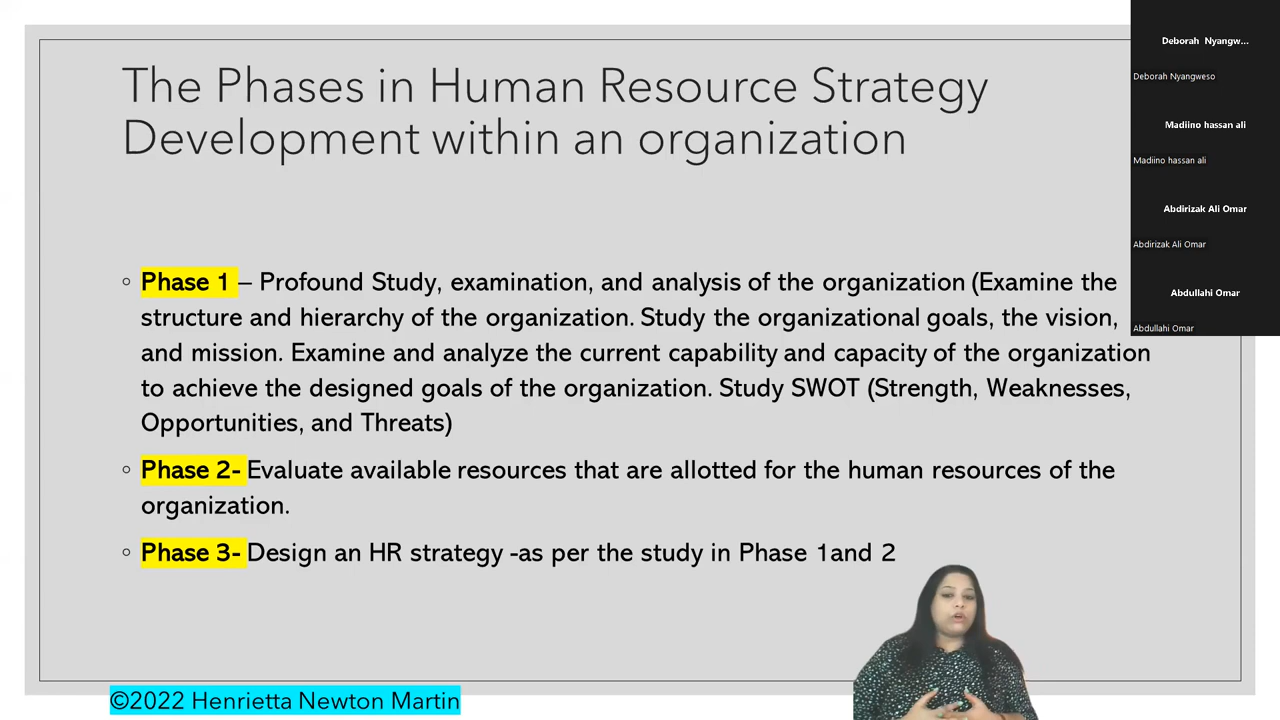 The Phases in Human Resource Strategy
Development within an organization
◦ Phase 1 – Profound Study, examination, and analysis of the organization (Examine the
structure and hierarchy of the organization. Study the organizational goals, the vision,
and mission. Examine and analyze the current capability and capacity of the organization
to achieve the designed goals of the organization. Study SWOT (Strength, Weaknesses,
Opportunities, and Threats)
◦ Phase 2- Evaluate available resources that are allotted for the human resources of the
organization.
◦ Phase 3- Design an HR strategy -as per the study in Phase 1and 2
©2022 Henrietta Newton Martin
Deborah Nyangw...
Deborah Nyangweso
Madiino hassan ali
Madiino hassan ali
Abdirizak Ali Omar
Abdirizak Ali Omar
Abdullahi Omar
Abdullahi Omar